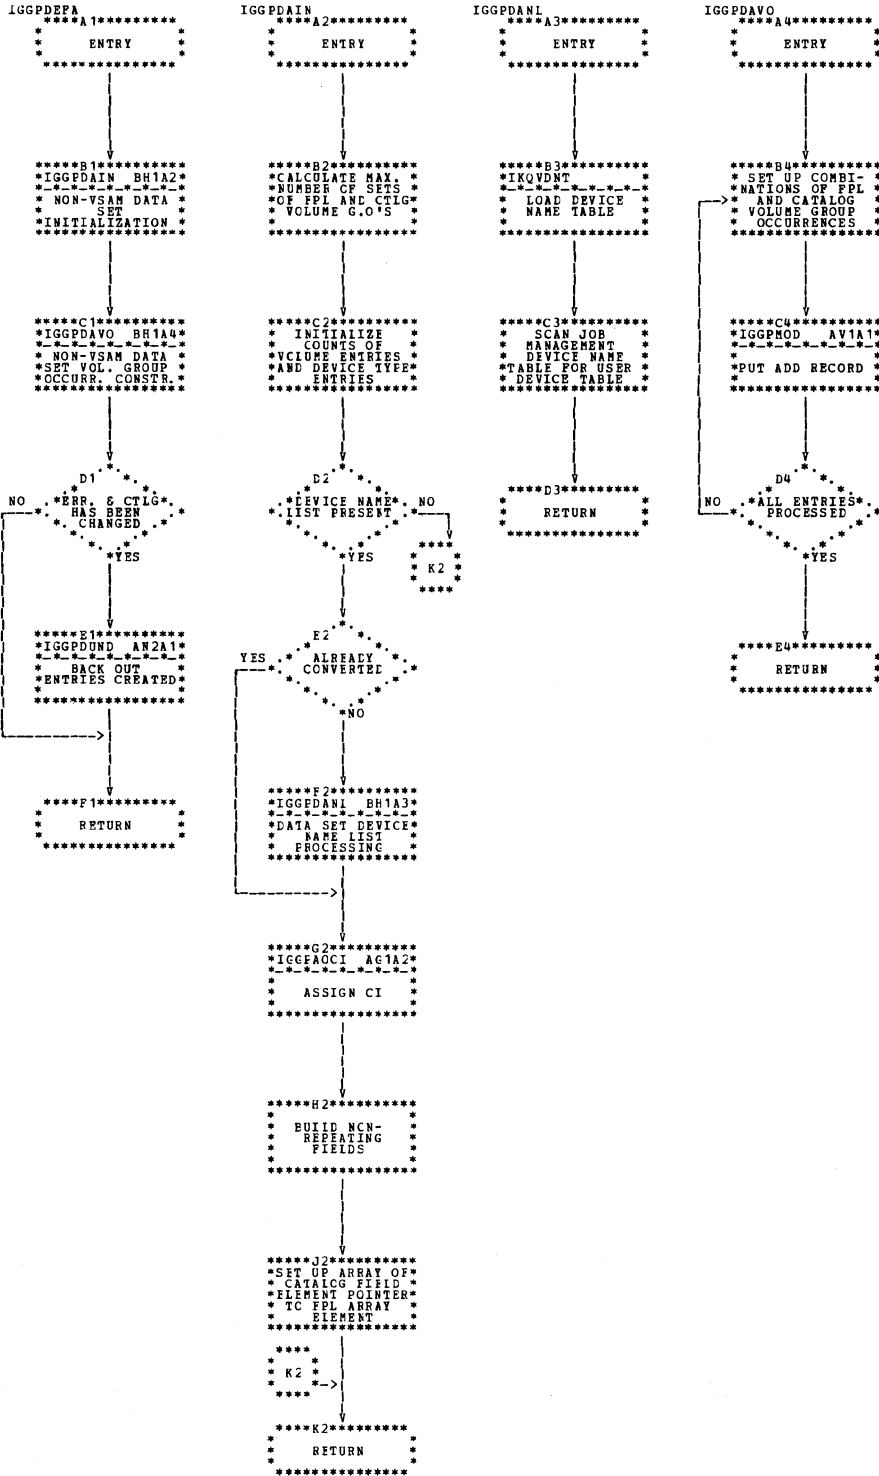 IGGPDEFA
A1
ENTRY
B1
IGGPDAIN BH1A2
NON-VSAM DATA
SET
INITIALIZATION
C1
IGGPDAVO BH1A4
NON-VSAM DATA
SET VOL. GROUP
OCCURR. CONSTR.
D1
NO
ERR. & CTLG
HAS BEEN
CHANGED
YES
E1
IGGPDUND AN2A1
BACK OUT
ENTRIES CREATED
F1
RETURN
IGGPDAIN
A2
ENTRY
B2
CALCULATE MAX.
NUMBER CF SETS
OF FPL AND CTLG
VOLUME G.O'S
C2
INITIALIZE
COUNTS OF
VCLUME ENTRIES
AND DEVICE TYPE
ENTRIES
D2
DEVICE NAME
LIST PRESENT
NO
K2
YES
E2
YES
ALREADY
CONVERTED
NO
F2
IGGPDANI BH1A3
DATA SET DEVICE
NAME LIST
PROCESSING
G2
IGGPAOCI AG1A2
ASSIGN CI
H2
BUIID NCN-
REPEATING
FIELDS
J2
SET UP ARRAY OF
CATALCG FIELD
ELEMENT POINTER
TC FPL ARRAY
ELEMENT
K2
K2
RETURN
IGGPDANL
A3
ENTRY
B3
IKQVDNT
LOAD DEVICE
NAME TABLE
C3
SCAN JOB
MANAGEMENT
DEVICE NAME
TABLE FOR USER
DEVICE TABLE
D3
RETURN
IGGPDAVO
A4
ENTRY
B4
SET UP COMBI-
NATIONS OF FPL
AND CATALOG
VOLUME GROUP
OCCURRENCES
C4
IGGPMOD AV1A1
PUT ADD RECORD
D4
NO
ALL ENTRIES
PROCESSED
YES
E4
RETURN